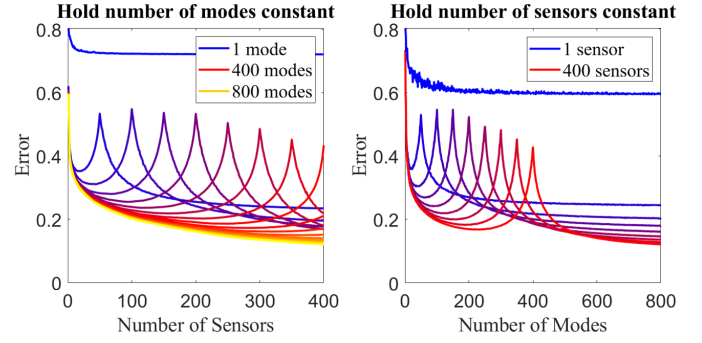 Hold number of modes constant
0.8
0.6
0.4
0.2
0
Error
1 mode
400 modes
800 modes
0
100
200
300
400
Number of Sensors
Hold number of sensors constant
0.8
0.6
0.4
0.2
0
Error
1 sensor
400 sensors
0
200
400
600
800
Number of Modes